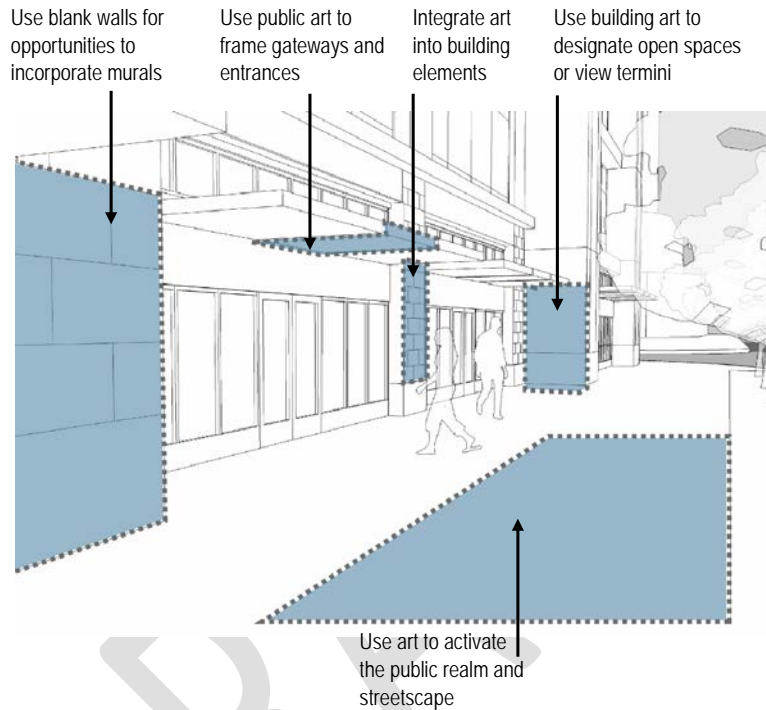 Use blank walls for
opportunities to
incorporate murals
Use public art to
frame gateways and
entrances
Integrate art
into building
elements
Use building art to
designate open spaces
or view termini
Use art to activate
the public realm and
streetscape